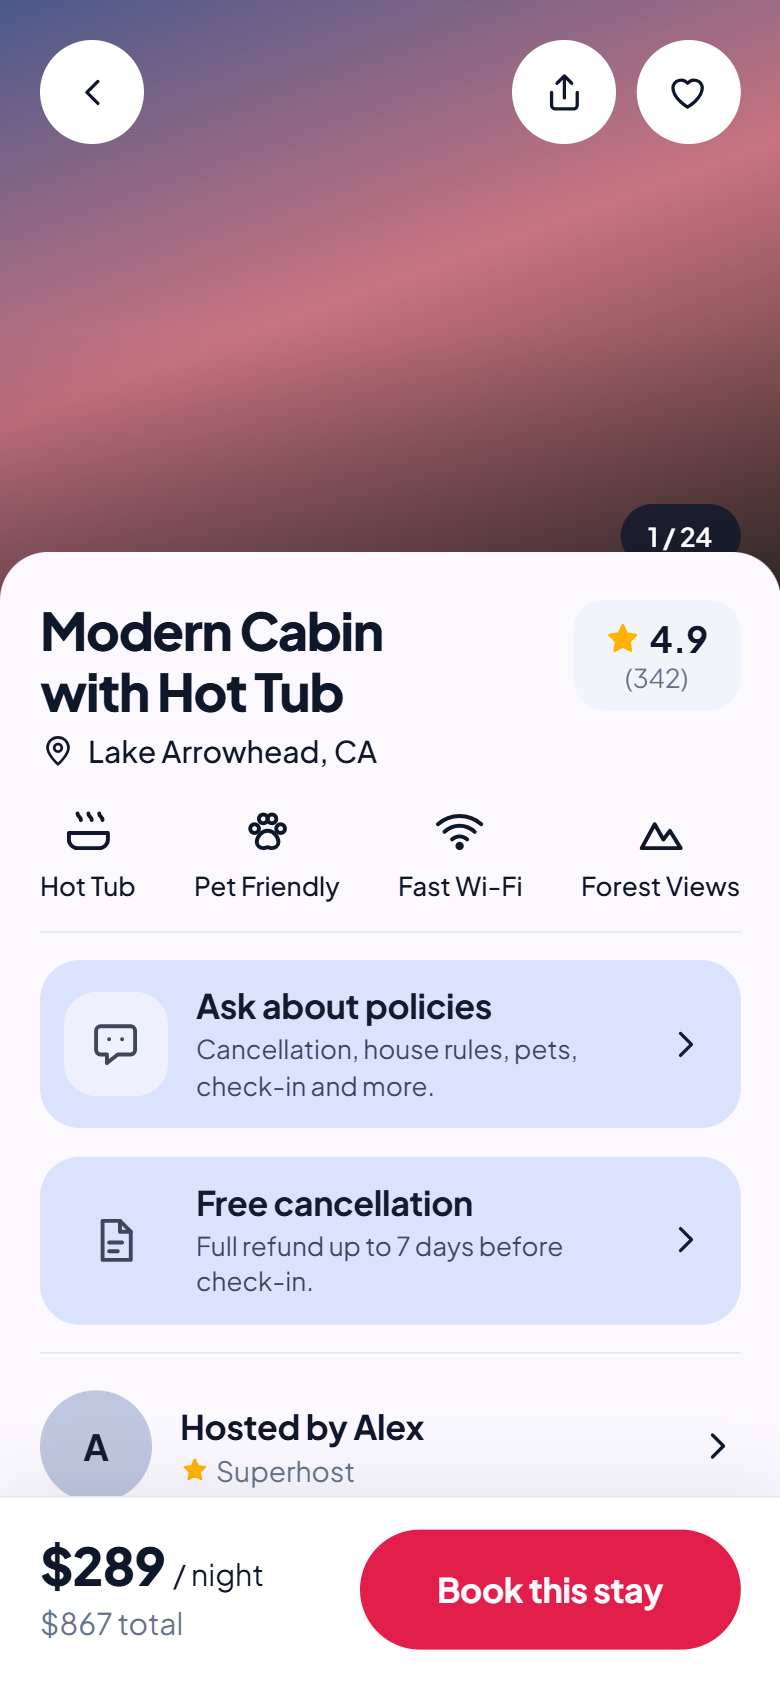 1 / 24
Modern Cabin
with Hot Tub
4.9
(342)
Lake Arrowhead, CA
Hot Tub
Pet Friendly
Fast Wi-Fi
Forest Views
Ask about policies
Cancellation, house rules, pets,
check-in and more.
Free cancellation
Full refund up to 7 days before
check-in.
A
Hosted by Alex
Superhost
$289 / night
$867 total
Book this stay